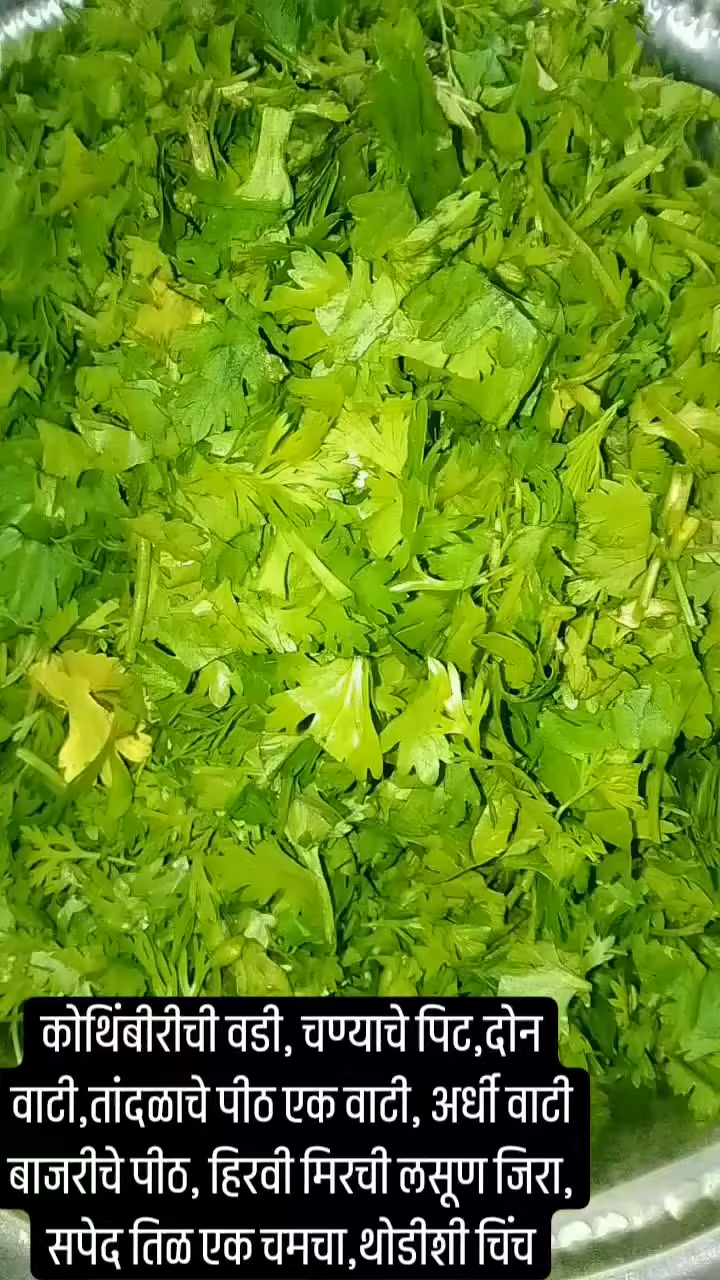 कोथिंबीरीची वडी, चण्याचे पिट,दोन
वाटी,तांदळाचे पीठ एक वाटी, अर्धी वाटी
बाजरीचे पीठ, हिरवी मिरची लसूण जिरा,
सपेद तिळ एक चमचा,थोडीशी चिंच